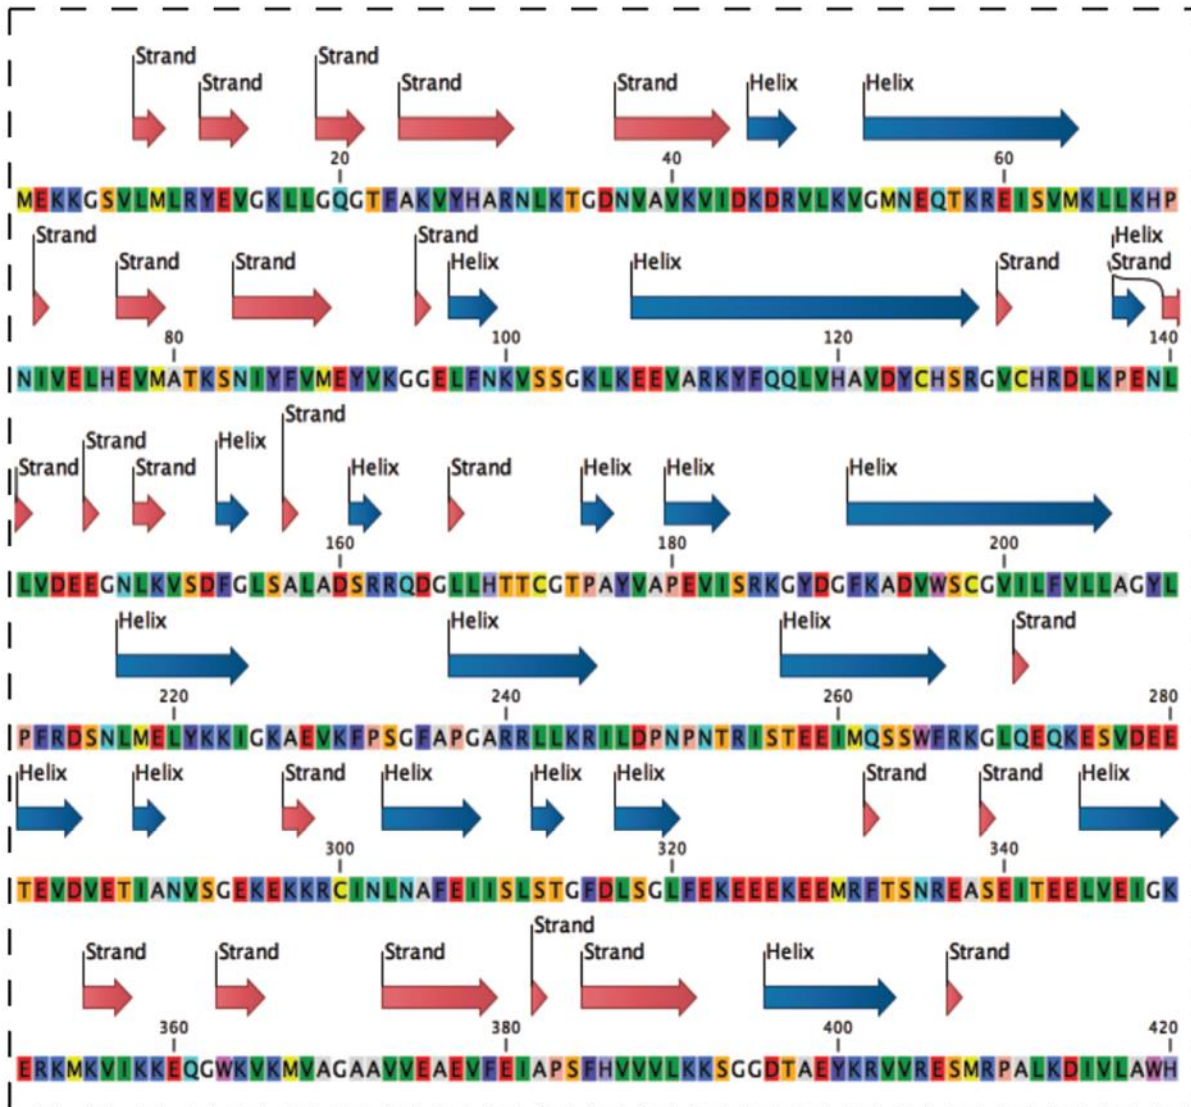 Strand Strand
Strand Strand Strand Helix Helix
20 40 60
MEKKGSVLMLRYEVGKLLGQGTFAKVYHARNLKTGDNVAVKVIDKDRVLKVGMNEQTKREISVMKLLKHP
Strand Strand Helix
Strand Strand Helix Helix Strand Strand
80 100 120 140
NIVELHEVMATKSNIYFVMEYVKGGELFNKVSSGKLKEEVARKYFQQLVHAVDYCHSRGVCHRDLKPENL
Strand
Strand Helix
Strand Strand Helix Strand Helix Helix Helix
160 180 200
LVDEEGNLKVSDFGLSALADSRRQDGLLHTTCGTPAYVAPEVISRKGYDGFKADVWSCGVILFVLLAGYL
Helix Helix Helix Strand
220 240 260 280
PFRDSNLMELYKKIGKAEVKFPSGFAPGARRLLKRILDPNPNTRISTEEIMQSSWFRKGLQEQKESVDEE
Helix Helix Strand Helix Helix Helix Strand Strand Helix
300 320 340
TEVDVETIANVSGEKEKKRCINLNAFEIISLSTGFDLSGLFEKEEEKEEMRFTSNREASEITEELVEIGK
Strand
Strand Strand Strand Strand Helix Strand
360 380 400 420
ERKMKVIKKEQGWKVKMVAGAAVVEAEVFEIAPSFHVVVLKKSGGDTAEYKRVVRESMRPALKDIVLAWH